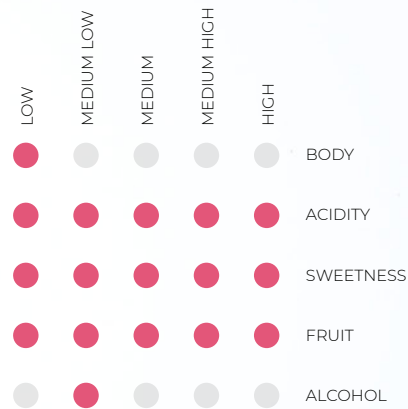 LOW
MEDIUM LOW
MEDIUM
MEDIUM HIGH
HIGH
BODY
ACIDITY
SWEETNESS
FRUIT
ALCOHOL